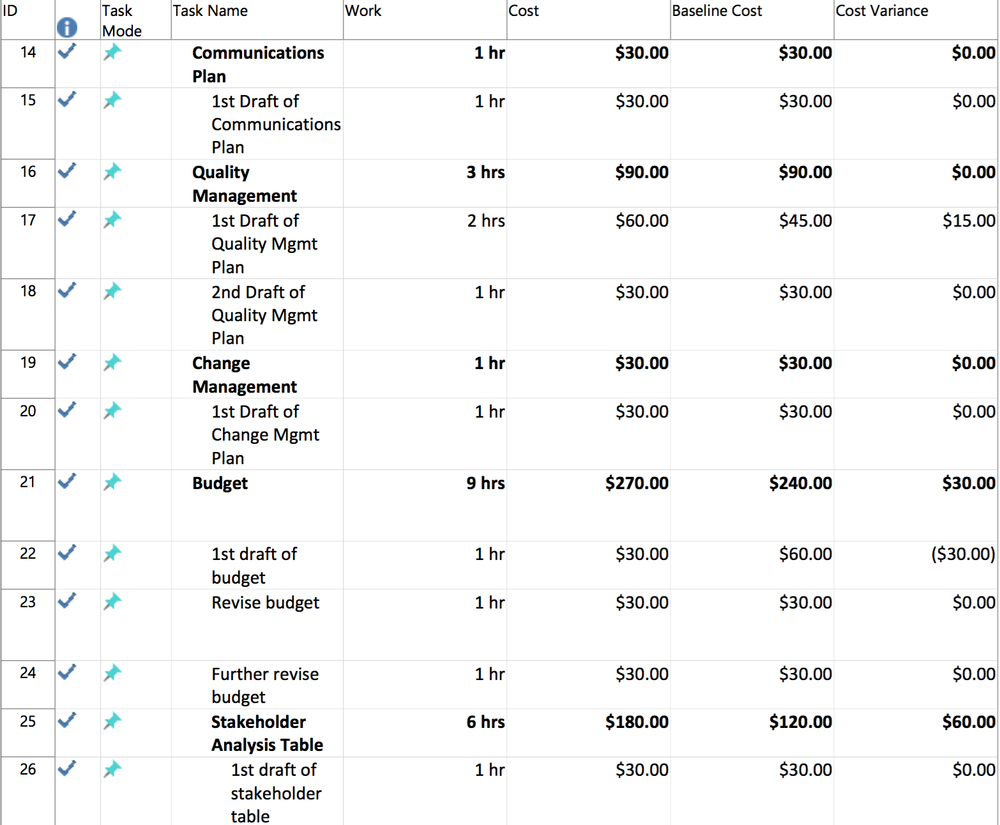 ID Task Task Name Work Cost Baseline Cost Cost Variance
Mode
14 Communications 1 hr $30.00 $30.00 $0.00
Plan
15 1st Draft of 1 hr $30.00 $30.00 $0.00
Communications
Plan
16 Quality 3 hrs $90.00 $90.00 $0.00
Management
17 1st Draft of 2 hrs $60.00 $45.00 $15.00
Quality Mgmt
Plan
18 2nd Draft of 1 hr $30.00 $30.00 $0.00
Quality Mgmt
Plan
19 Change 1 hr $30.00 $30.00 $0.00
Management
20 1st Draft of 1 hr $30.00 $30.00 $0.00
Change Mgmt
Plan
21 Budget 9 hrs $270.00 $240.00 $30.00
22 1st draft of 1 hr $30.00 $60.00 ($30.00)
budget
23 Revise budget 1 hr $30.00 $30.00 $0.00
24 Further revise 1 hr $30.00 $30.00 $0.00
budget
25 Stakeholder 6 hrs $180.00 $120.00 $60.00
Analysis Table
26 1st draft of 1 hr $30.00 $30.00 $0.00
stakeholder
table